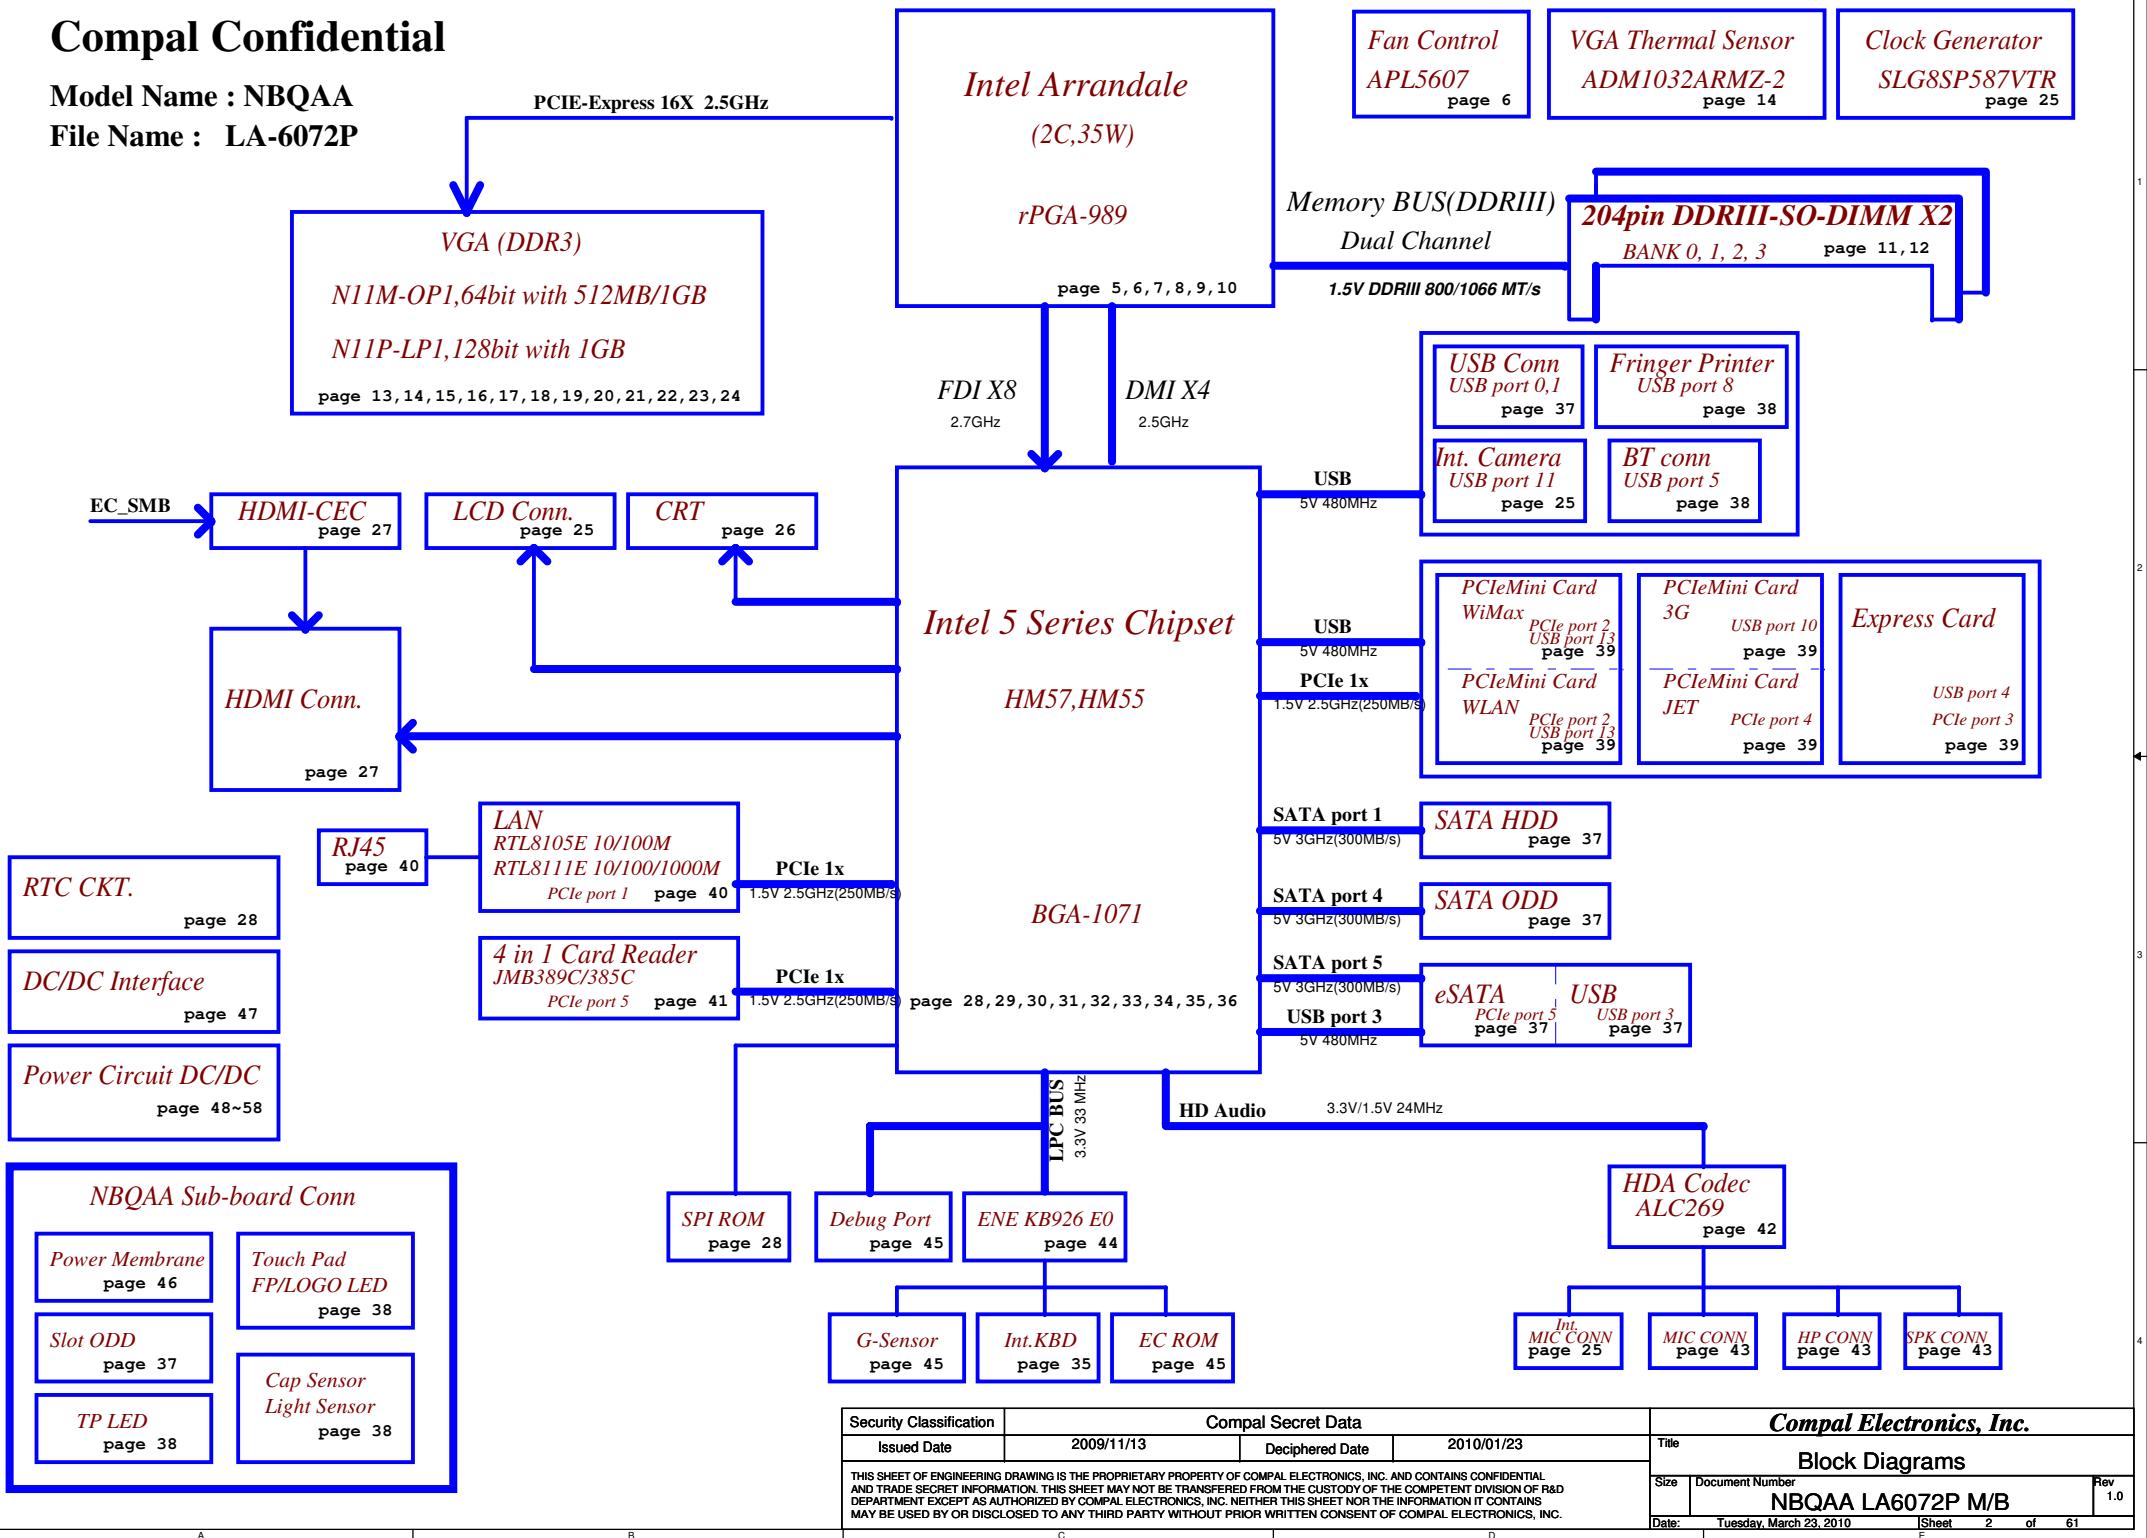 Compal Confidential
Model Name : NBQAA
File Name : LA-6072P
PCIE-Express 16X 2.5GHz
Intel Arrandale
(2C,35W)
rPGA-989
page 5,6,7,8,9,10
Fan Control
APL5607
page 6
VGA Thermal Sensor
ADM1032ARMZ-2
page 14
Clock Generator
SLG8SP587VTR
page 25
Memory BUS(DDRIII)
Dual Channel
1.5V DDRIII 800/1066 MT/s
204pin DDRIII-SO-DIMM X2
BANK 0, 1, 2, 3
page 11,12
VGA (DDR3)
N11M-OP1,64bit with 512MB/1GB
N11P-LP1,128bit with 1GB
page 13,14,15,16,17,18,19,20,21,22,23,24
FDI X8
2.7GHz
DMI X4
2.5GHz
USB Conn
USB port 0,1
page 37
Fringer Printer
USB port 8
page 38
Int. Camera
USB port 11
page 25
BT conn
USB port 5
page 38
USB
5V 480MHz
EC_SMB
HDMI-CEC
page 27
LCD Conn.
page 25
CRT
page 26
HDMI Conn.
page 27
Intel 5 Series Chipset
HM57,HM55
BGA-1071
page 28,29,30,31,32,33,34,35,36
USB
5V 480MHz
PCIe 1x
1.5V 2.5GHz(250MB/s)
PCIeMini Card
WiMax
PCIe port 2
USB port 13
page 39
PCIeMini Card
3G
USB port 10
page 39
Express Card
USB port 4
PCIe port 3
page 39
PCIeMini Card
WLAN
PCIe port 2
USB port 13
page 39
PCIeMini Card
JET
PCIe port 4
page 39
SATA port 1
5V 3GHz(300MB/s)
SATA HDD
page 37
SATA port 4
5V 3GHz(300MB/s)
SATA ODD
page 37
SATA port 5
5V 3GHz(300MB/s)
USB port 3
5V 480MHz
eSATA
PCIe port 5
page 37
USB
USB port 3
page 37
RJ45
page 40
LAN
RTL8105E 10/100M
RTL8111E 10/100/1000M
PCIe port 1
page 40
PCIe 1x
1.5V 2.5GHz(250MB/s)
4 in 1 Card Reader
JMB389C/385C
PCIe port 5
page 41
PCIe 1x
1.5V 2.5GHz(250MB/s)
RTC CKT.
page 28
DC/DC Interface
page 47
Power Circuit DC/DC
page 48~58
LPC BUS
3.3V 33 MHz
HD Audio
3.3V/1.5V 24MHz
NBQAA Sub-board Conn
Power Membrane
page 46
Touch Pad
FP/LOGO LED
page 38
Slot ODD
page 37
Cap Sensor
Light Sensor
page 38
TP LED
page 38
SPI ROM
page 28
Debug Port
page 45
ENE KB926 E0
page 44
HDA Codec
ALC269
page 42
G-Sensor
page 45
Int.KBD
page 35
EC ROM
page 45
Int.
MIC CONN
page 25
MIC CONN
page 43
HP CONN
page 43
SPK CONN
page 43
Security Classification
Compal Secret Data
Issued Date
2009/11/13
Deciphered Date
2010/01/23
THIS SHEET OF ENGINEERING DRAWING IS THE PROPRIETARY PROPERTY OF COMPAL ELECTRONICS, INC. AND CONTAINS CONFIDENTIAL
AND TRADE SECRET INFORMATION. THIS SHEET MAY NOT BE TRANSFERED FROM THE CUSTODY OF THE COMPETENT DIVISION OF R&D
DEPARTMENT EXCEPT AS AUTHORIZED BY COMPAL ELECTRONICS, INC. NEITHER THIS SHEET NOR THE INFORMATION IT CONTAINS
MAY BE USED BY OR DISCLOSED TO ANY THIRD PARTY WITHOUT PRIOR WRITTEN CONSENT OF COMPAL ELECTRONICS, INC.
Compal Electronics, Inc.
Title
Block Diagrams
Size
Document Number
NBQAA LA6072P M/B
Rev
1.0
Date:
Tuesday, March 23, 2010
Sheet 2 of 61
1
2
3
4
A
B
C
D
E